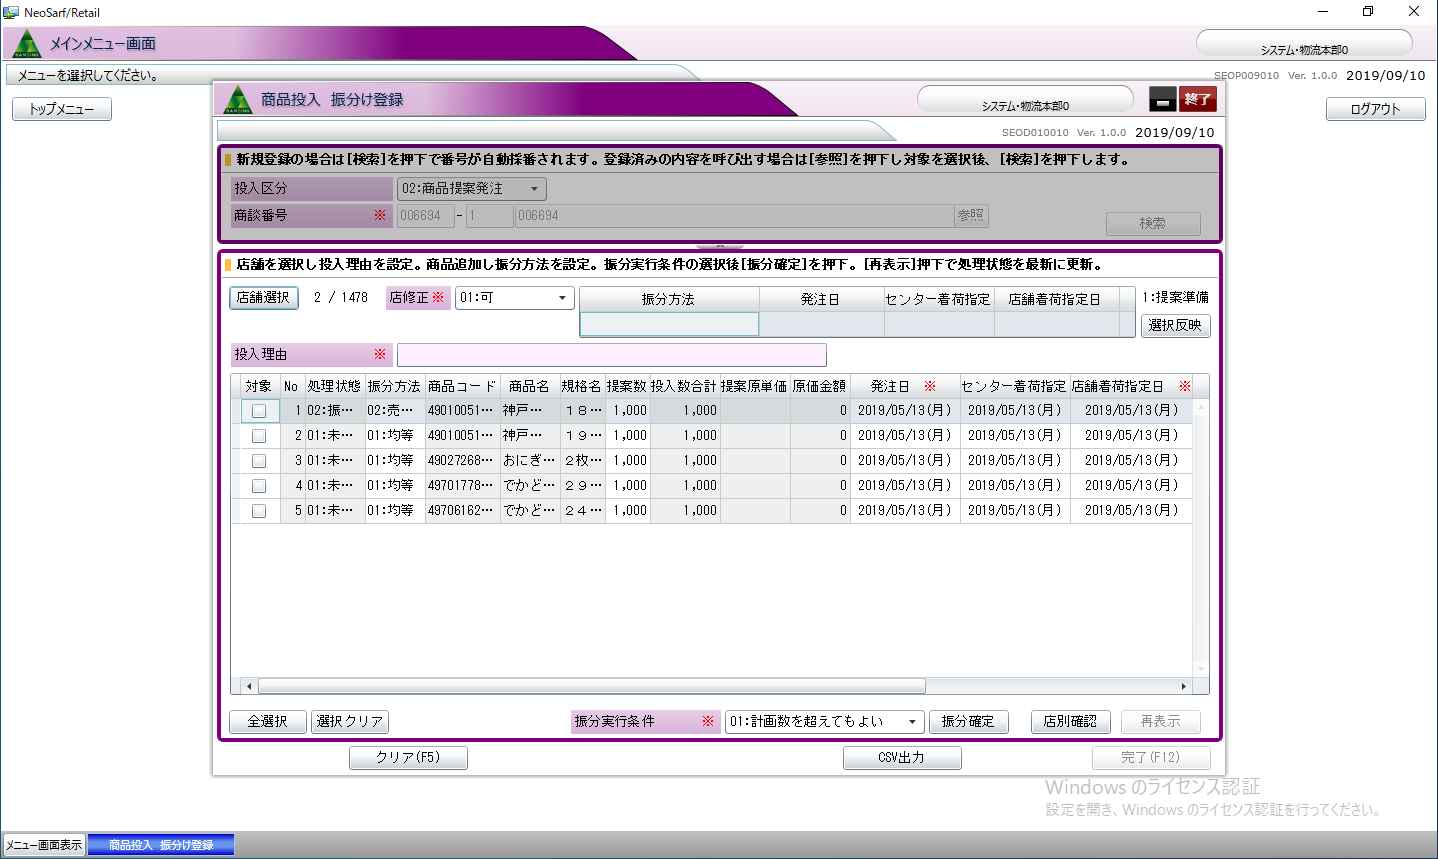 NeoSarf/Retail
メインメニュー画面
システム・物流本部0
メニューを選択してください。
SEOP009010 Ver. 1.0.0 2019/09/10
トップメニュー
ログアウト
商品投入 振分け登録
システム・物流本部0
終了
SEOD010010 Ver. 1.0.0 2019/09/10
新規登録の場合は[検索]を押下で番号が自動採番されます。登録済みの内容を呼び出す場合は[参照]を押下し対象を選択後、[検索]を押下します。
投入区分 02:商品提案発注
商談番号 ※ 006694 - 1 006694 参照
検索
店舗を選択し投入理由を設定。商品追加し振分方法を設定。振分実行条件の選択後[振分確定]を押下。[再表示]押下で処理状態を最新に更新。
店舗選択 2 / 1478 店修正※ 01:可
振分方法 発注日 センター着荷指定 店舗着荷指定日
1:提案準備
選択反映
投入理由 ※
対象 No 処理状態 振分方法 商品コード 商品名 規格名 提案数 投入数合計 提案原単価 原価金額 発注日 ※ センター着荷指定 店舗着荷指定日 ※
1 02:振… 02:売… 49010051… 神戸… １８… 1,000 1,000 0 2019/05/13(月) 2019/05/13(月) 2019/05/13(月)
2 01:未… 01:均等 49010051… 神戸… １９… 1,000 1,000 0 2019/05/13(月) 2019/05/13(月) 2019/05/13(月)
3 01:未… 01:均等 49027268… おにぎ… ２枚… 1,000 1,000 0 2019/05/13(月) 2019/05/13(月) 2019/05/13(月)
4 01:未… 01:均等 49701778… でかど… ２９… 1,000 1,000 0 2019/05/13(月) 2019/05/13(月) 2019/05/13(月)
5 01:未… 01:均等 49706162… でかど… ２４… 1,000 1,000 0 2019/05/13(月) 2019/05/13(月) 2019/05/13(月)
全選択 選択クリア 振分実行条件 ※ 01:計画数を超えてもよい 振分確定 店別確認 再表示
クリア(F5) CSV出力 完了(F12)
Windows のライセンス認証
設定を開き、Windows のライセンス認証を行ってください。
メニュー画面表示 商品投入 振分け登録